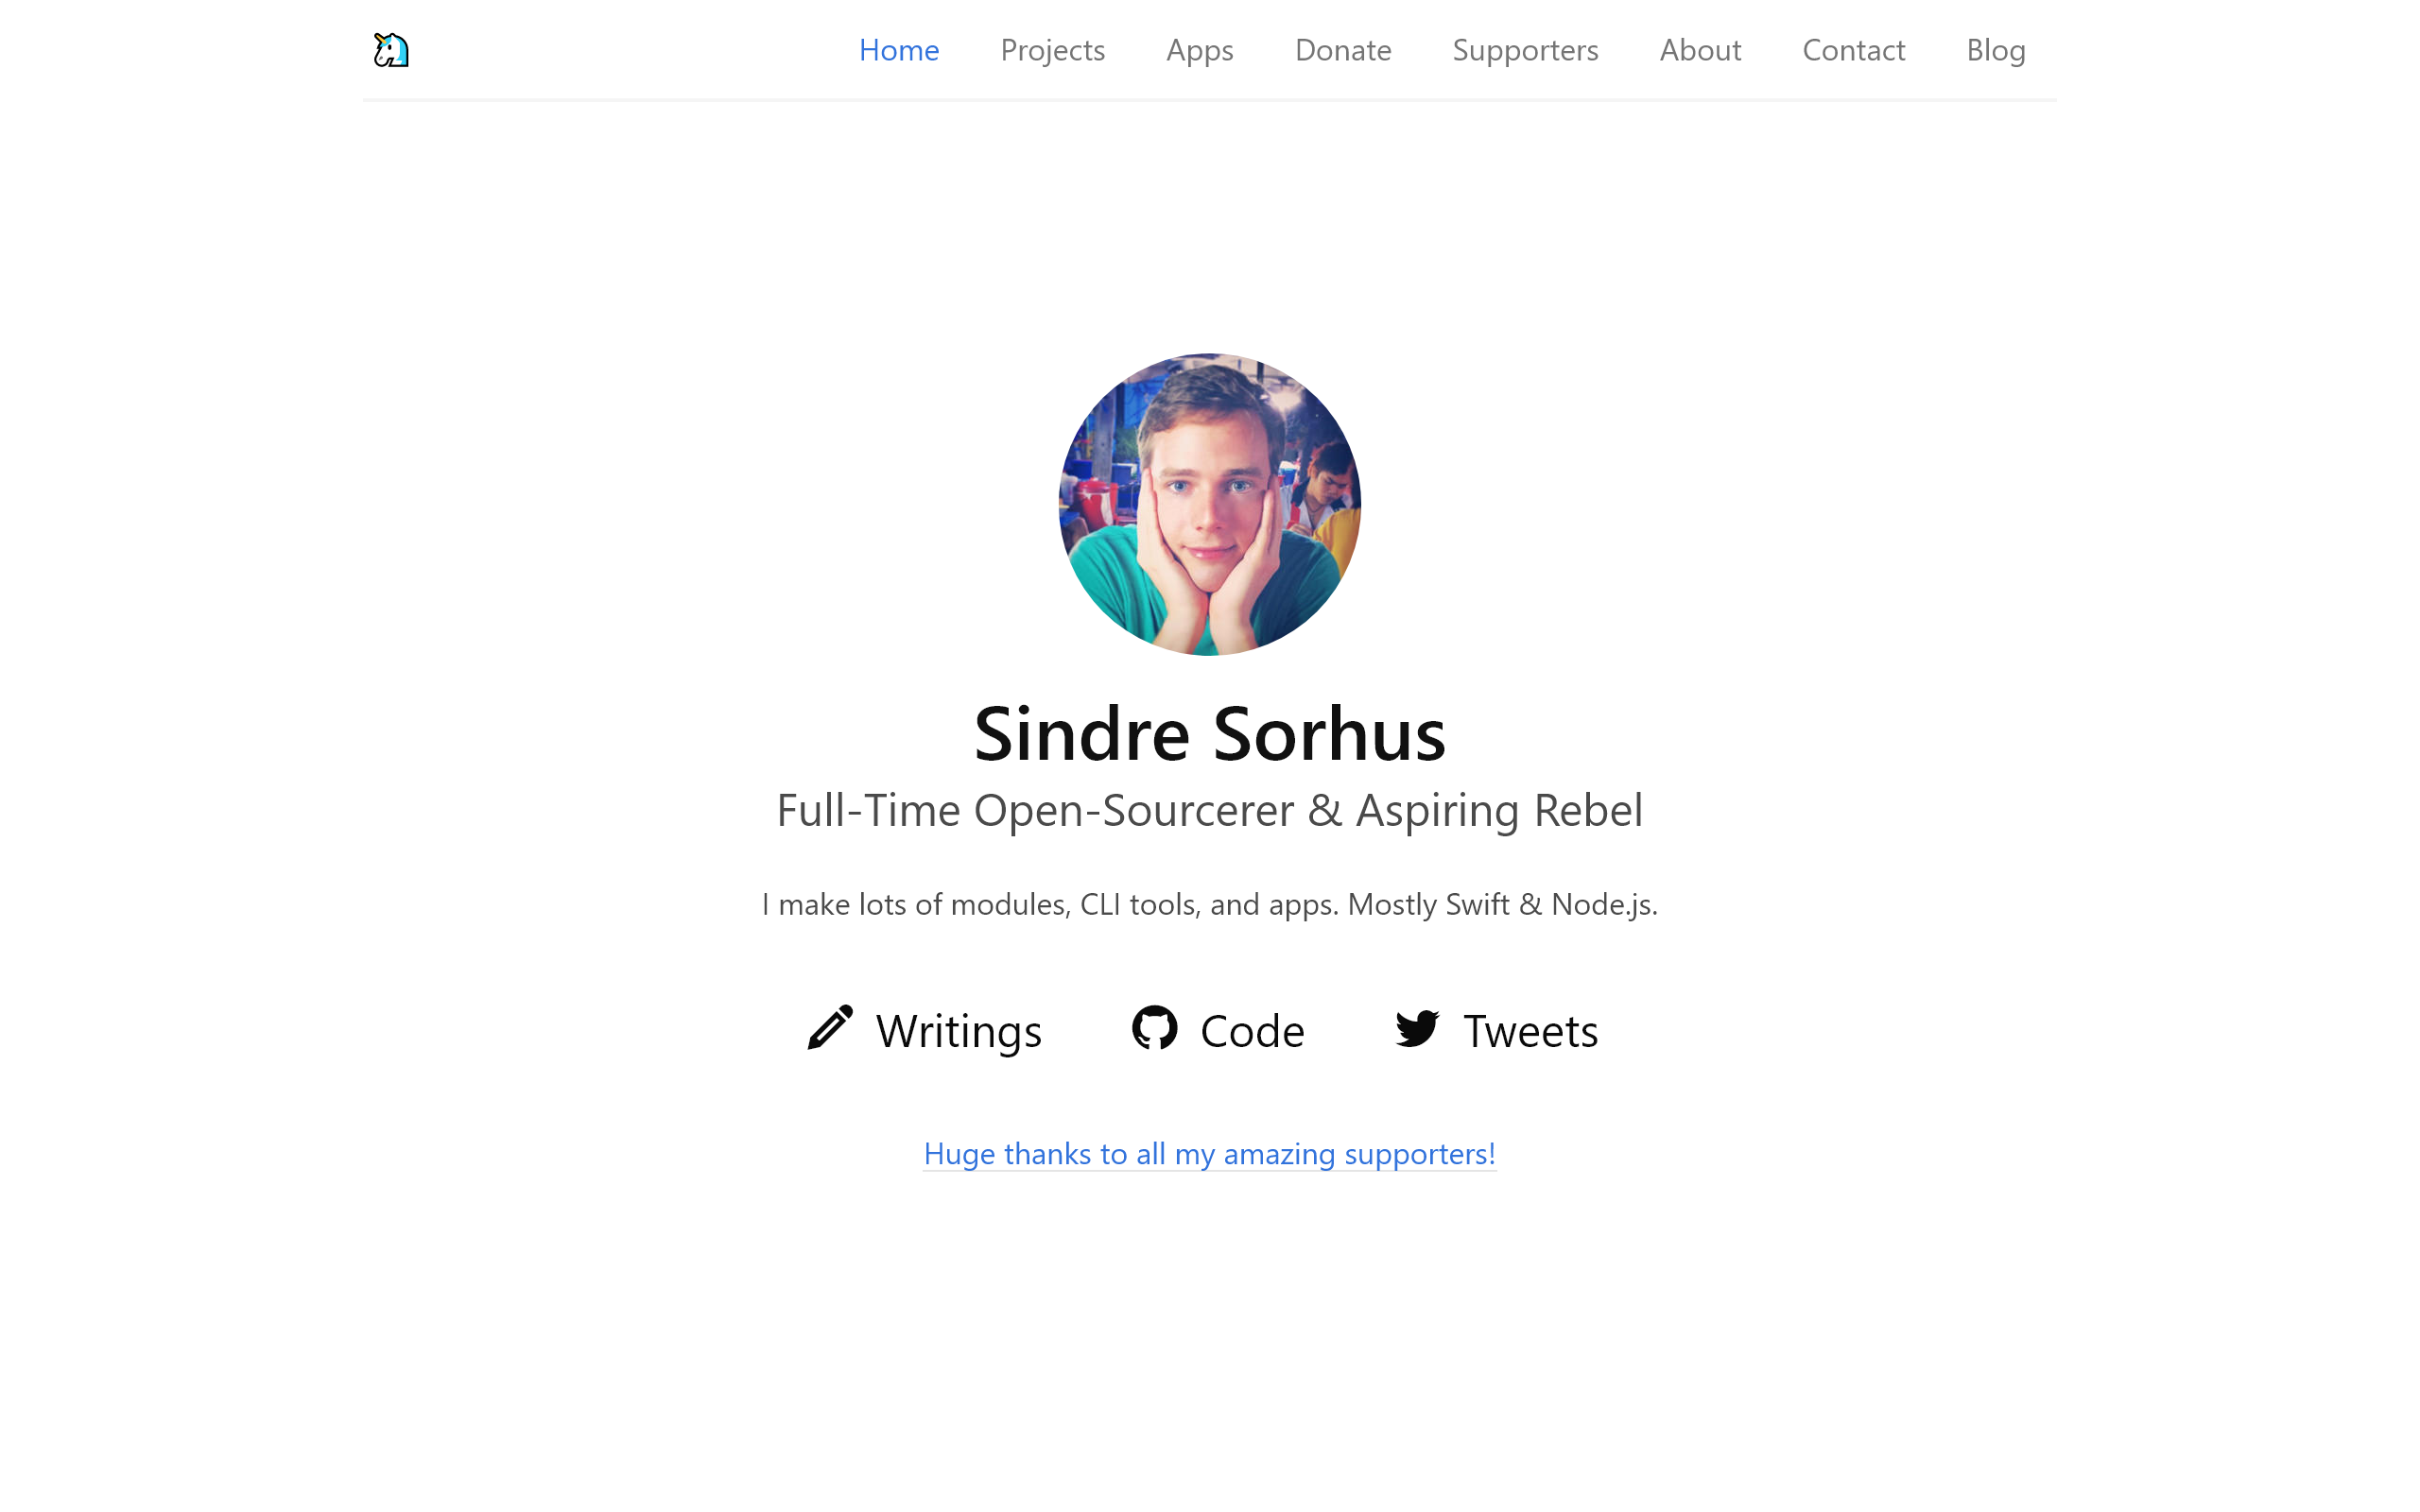 Home Projects Apps Donate Supporters About Contact Blog
Sindre Sorhus
Full-Time Open-Sourcerer & Aspiring Rebel
I make lots of modules, CLI tools, and apps. Mostly Swift & Node.js.
Writings Code Tweets
Huge thanks to all my amazing supporters!